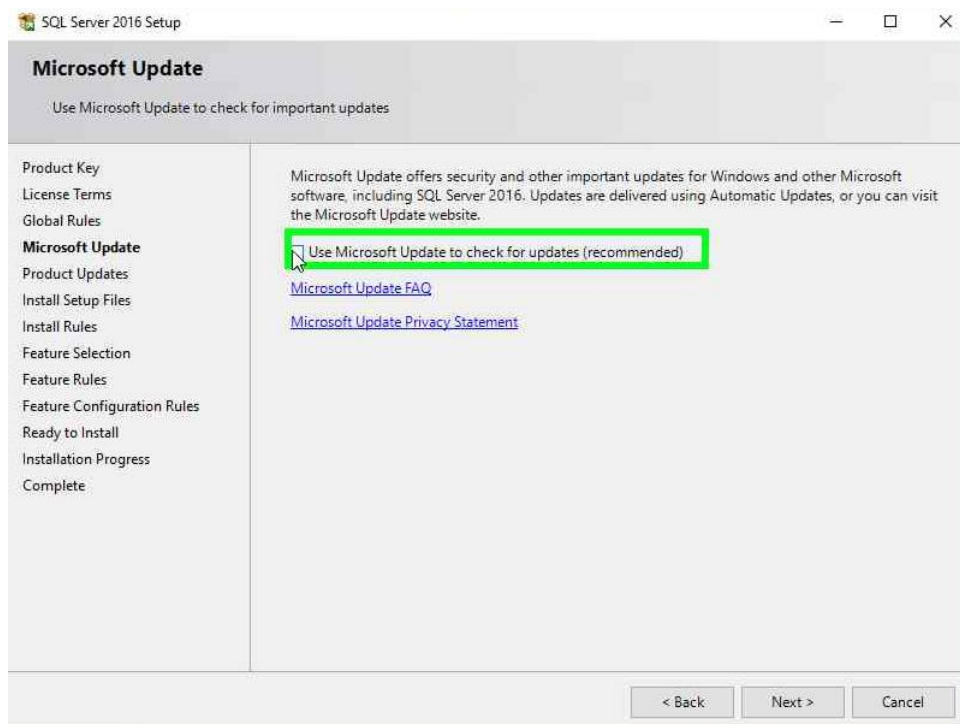 SQL Server 2016 Setup
Microsoft Update
Use Microsoft Update to check for important updates
Product Key
License Terms
Global Rules
Microsoft Update
Product Updates
Install Setup Files
Install Rules
Feature Selection
Feature Rules
Feature Configuration Rules
Ready to Install
Installation Progress
Complete
Microsoft Update offers security and other important updates for Windows and other Microsoft
software, including SQL Server 2016. Updates are delivered using Automatic Updates, or you can visit
the Microsoft Update website.
Use Microsoft Update to check for updates (recommended)
Microsoft Update FAQ
Microsoft Update Privacy Statement
< Back Next > Cancel